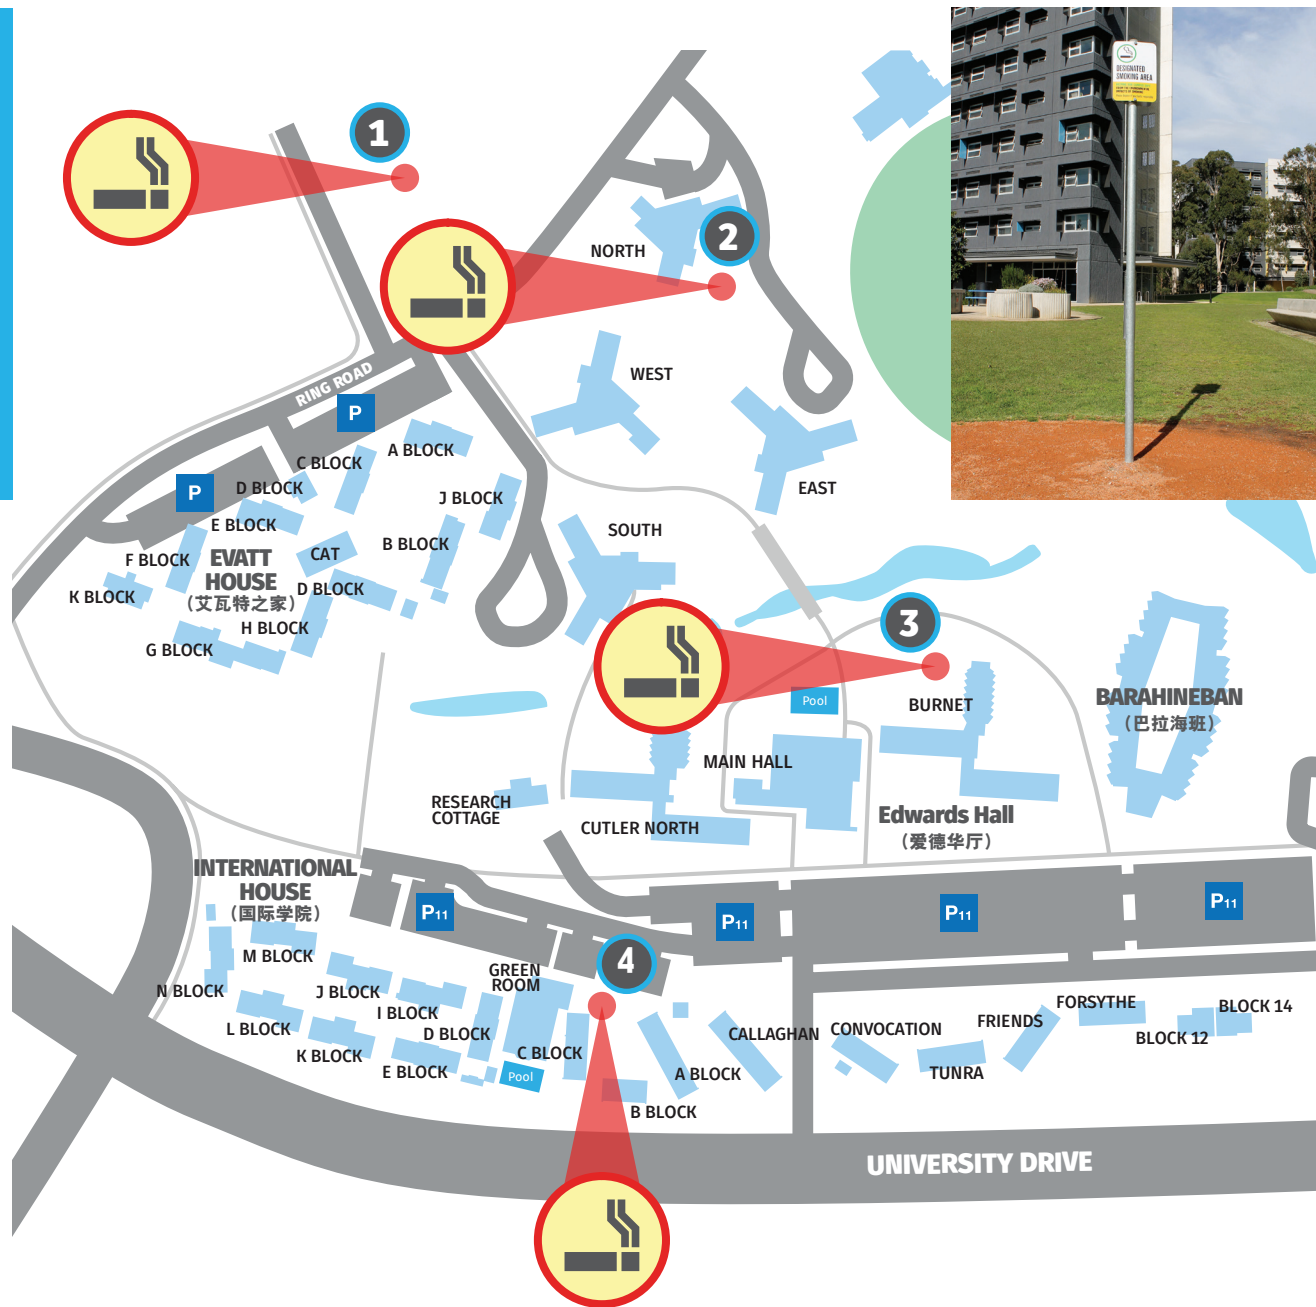 1
DESIGNATED
SMOKING AREA
2
NORTH
WEST
RING ROAD
P
A BLOCK
C BLOCK
P
D BLOCK
J BLOCK
EAST
E BLOCK
SOUTH
B BLOCK
F BLOCK
EVATT
HOUSE
(艾瓦特之家)
CAT
D BLOCK
K BLOCK
H BLOCK
G BLOCK
3
Pool
BURNET
BARAHINEBAN
(巴拉海班)
MAIN HALL
RESEARCH
COTTAGE
CUTLER NORTH
Edwards Hall
(爱德华厅)
INTERNATIONAL
HOUSE
(国际学院)
P11
P11
P11
P11
M BLOCK
4
GREEN
ROOM
N BLOCK
J BLOCK
I BLOCK
L BLOCK
D BLOCK
K BLOCK
C BLOCK
E BLOCK
Pool
A BLOCK
B BLOCK
CALLAGHAN
CONVOCATION
FRIENDS
FORSYTHE
BLOCK 14
BLOCK 12
TUNRA
UNIVERSITY DRIVE